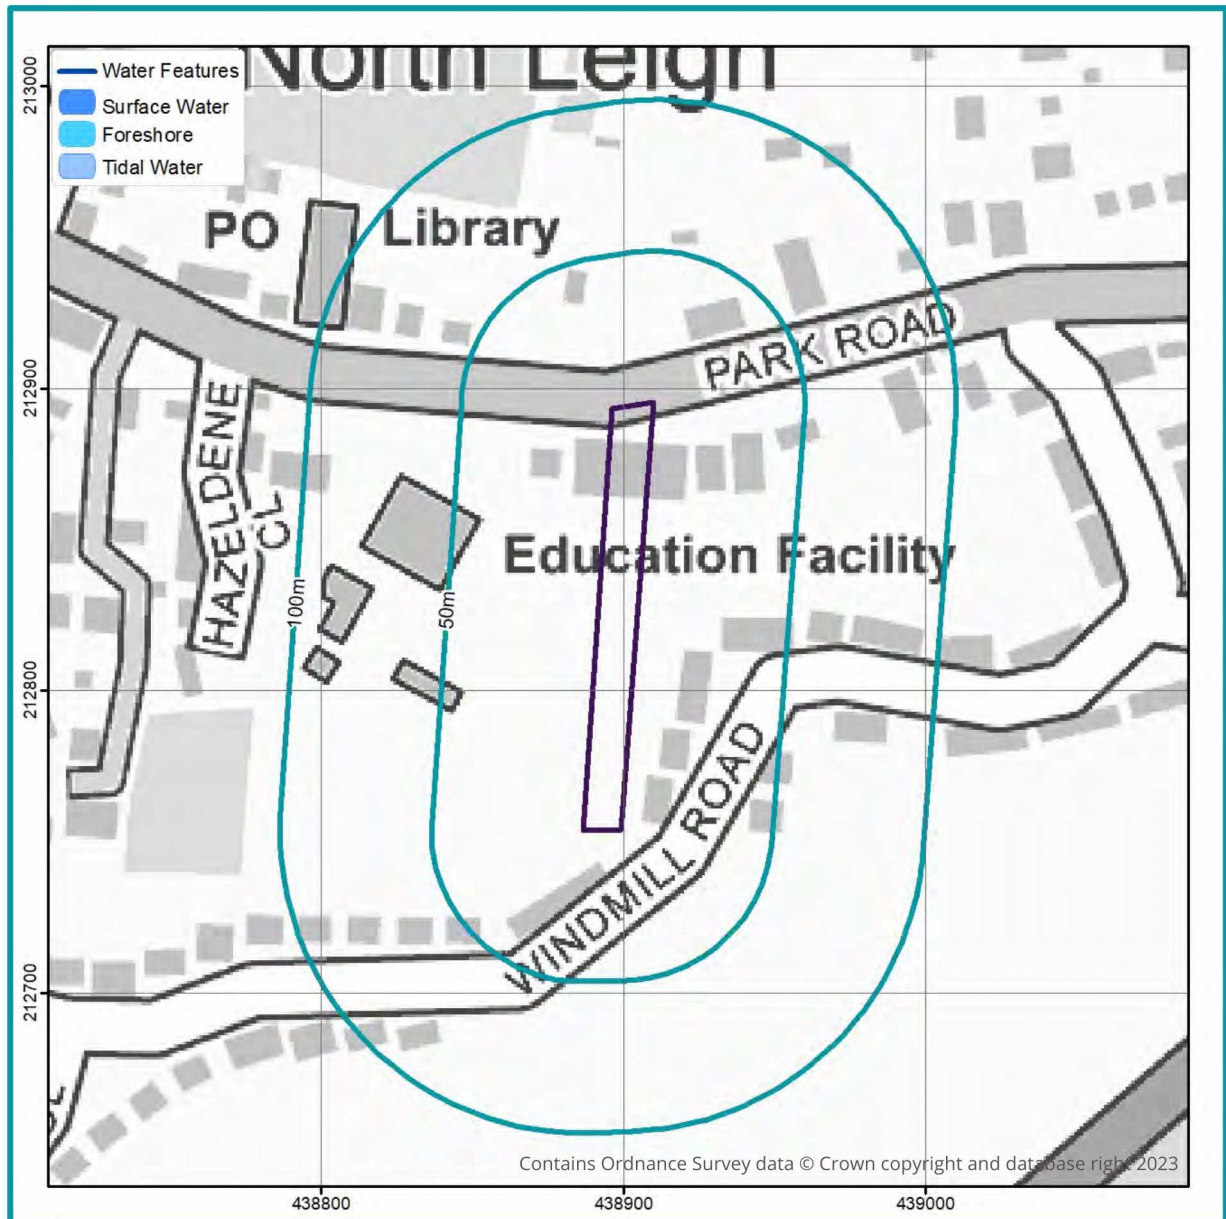 North Leigh
Water Features
Surface Water
Foreshore
Tidal Water
213000
212900
212800
212700
PO
Library
PARK ROAD
HAZELDENE
CL
Education Facility
100m
50m
WINDMILL ROAD
Contains Ordnance Survey data © Crown copyright and database right 2023
438800
438900
439000